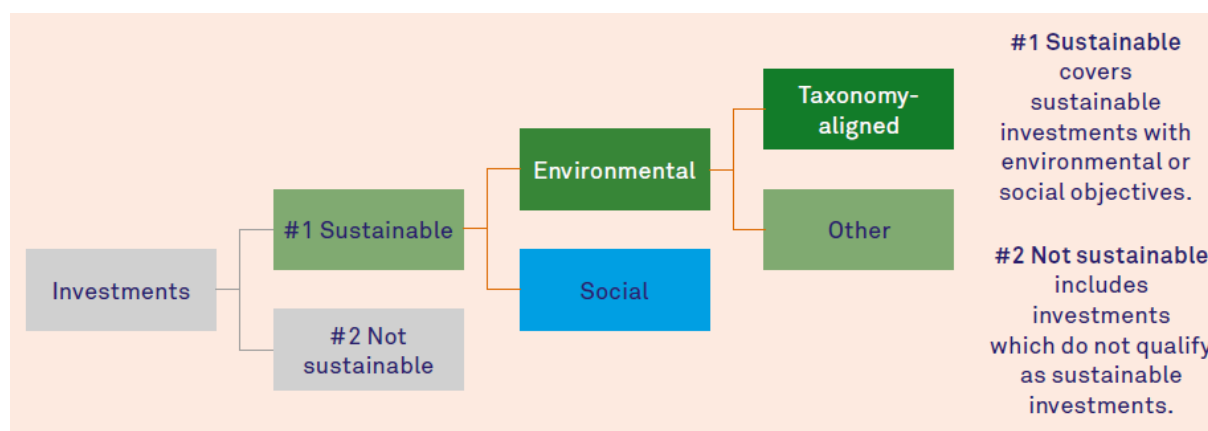 Investments
#1 Sustainable
#2 Not
sustainable
Environmental
Social
Taxonomy-
aligned
Other
#1 Sustainable
covers
sustainable
investments with
environmental or
social objectives.
#2 Not sustainable
includes
investments
which do not qualify
as sustainable
investments.